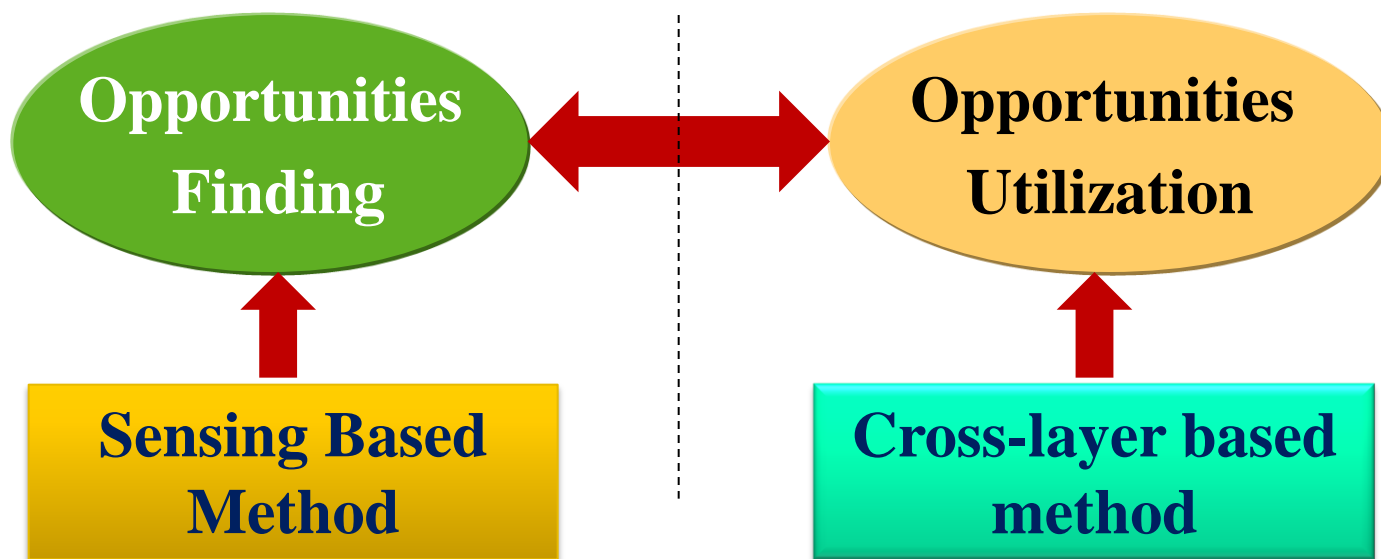 Opportunities
Finding
Opportunities
Utilization
Sensing Based
Method
Cross-layer based
method